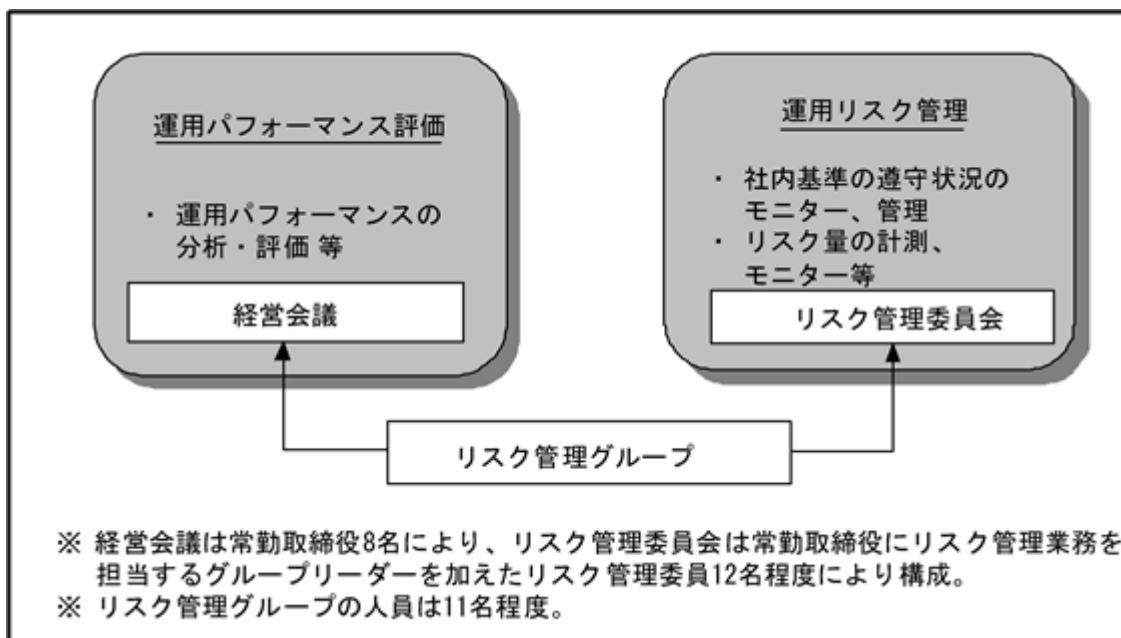 運用パフォーマンス評価
・ 運用パフォーマンスの
分析・評価 等
経営会議
運用リスク管理
・ 社内基準の遵守状況の
モニター、管理
・ リスク量の計測、
モニター等
リスク管理委員会
リスク管理グループ
※ 経営会議は常勤取締役8名により、リスク管理委員会は常勤取締役にリスク管理業務を
担当するグループリーダーを加えたリスク管理委員12名程度により構成。
※ リスク管理グループの人員は11名程度。